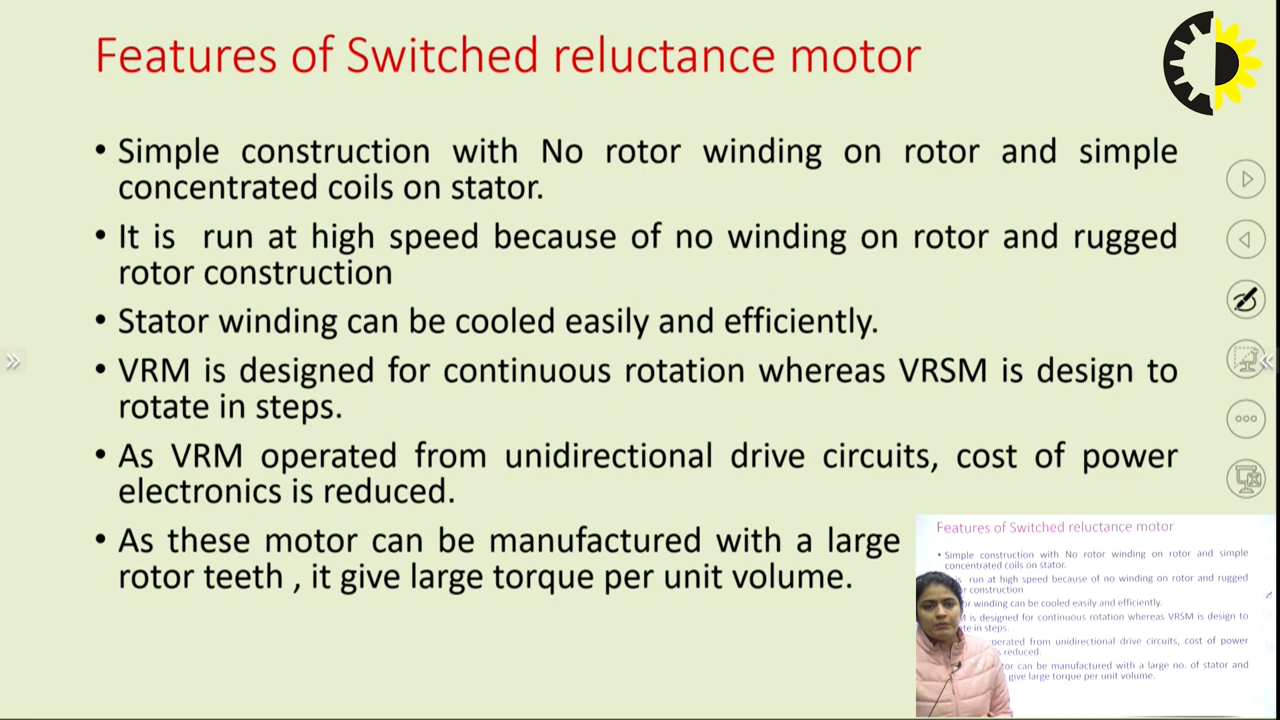 Features of Switched reluctance motor
• Simple construction with No rotor winding on rotor and simple
concentrated coils on stator.
• It is run at high speed because of no winding on rotor and rugged
rotor construction
• Stator winding can be cooled easily and efficiently.
• VRM is designed for continuous rotation whereas VRSM is design to
rotate in steps.
• As VRM operated from unidirectional drive circuits, cost of power
electronics is reduced.
• As these motor can be manufactured with a large
rotor teeth , it give large torque per unit volume.
Features of Switched reluctance motor
• Simple construction with No rotor winding on rotor and simple
concentrated coils on stator.
run at high speed because of no winding on rotor and rugged
construction
winding can be cooled easily and efficiently.
is designed for continuous rotation whereas VRSM is design to
in steps.
operated from unidirectional drive circuits, cost of power
reduced.
can be manufactured with a large no. of stator and
give large torque per unit volume.